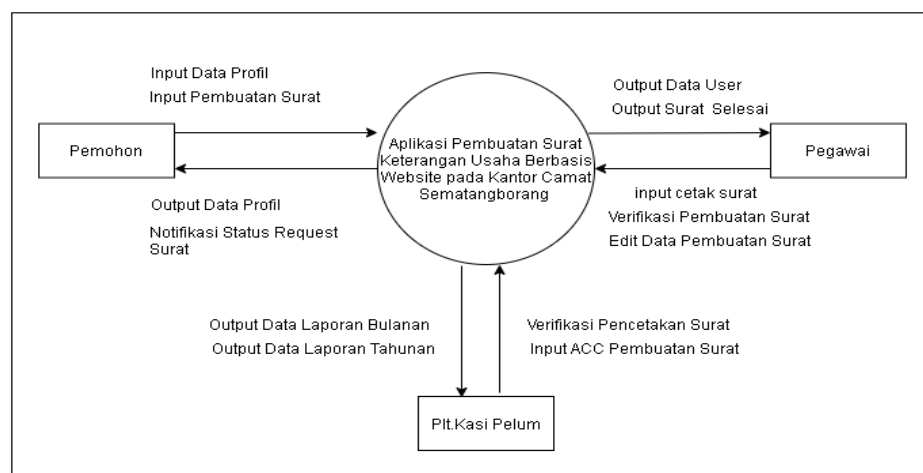 Input Data Profil
Input Pembuatan Surat
Pemohon
Output Data Profil
Notifikasi Status Request
Surat
Aplikasi Pembuatan Surat
Keterangan Usaha Berbasis
Website pada Kantor Camat
Sematangborang
Output Data User
Output Surat Selesai
Pegawai
input cetak surat
Verifikasi Pembuatan Surat
Edit Data Pembuatan Surat
Output Data Laporan Bulanan
Output Data Laporan Tahunan
Verifikasi Pencetakan Surat
Input ACC Pembuatan Surat
Plt.Kasi Pelum